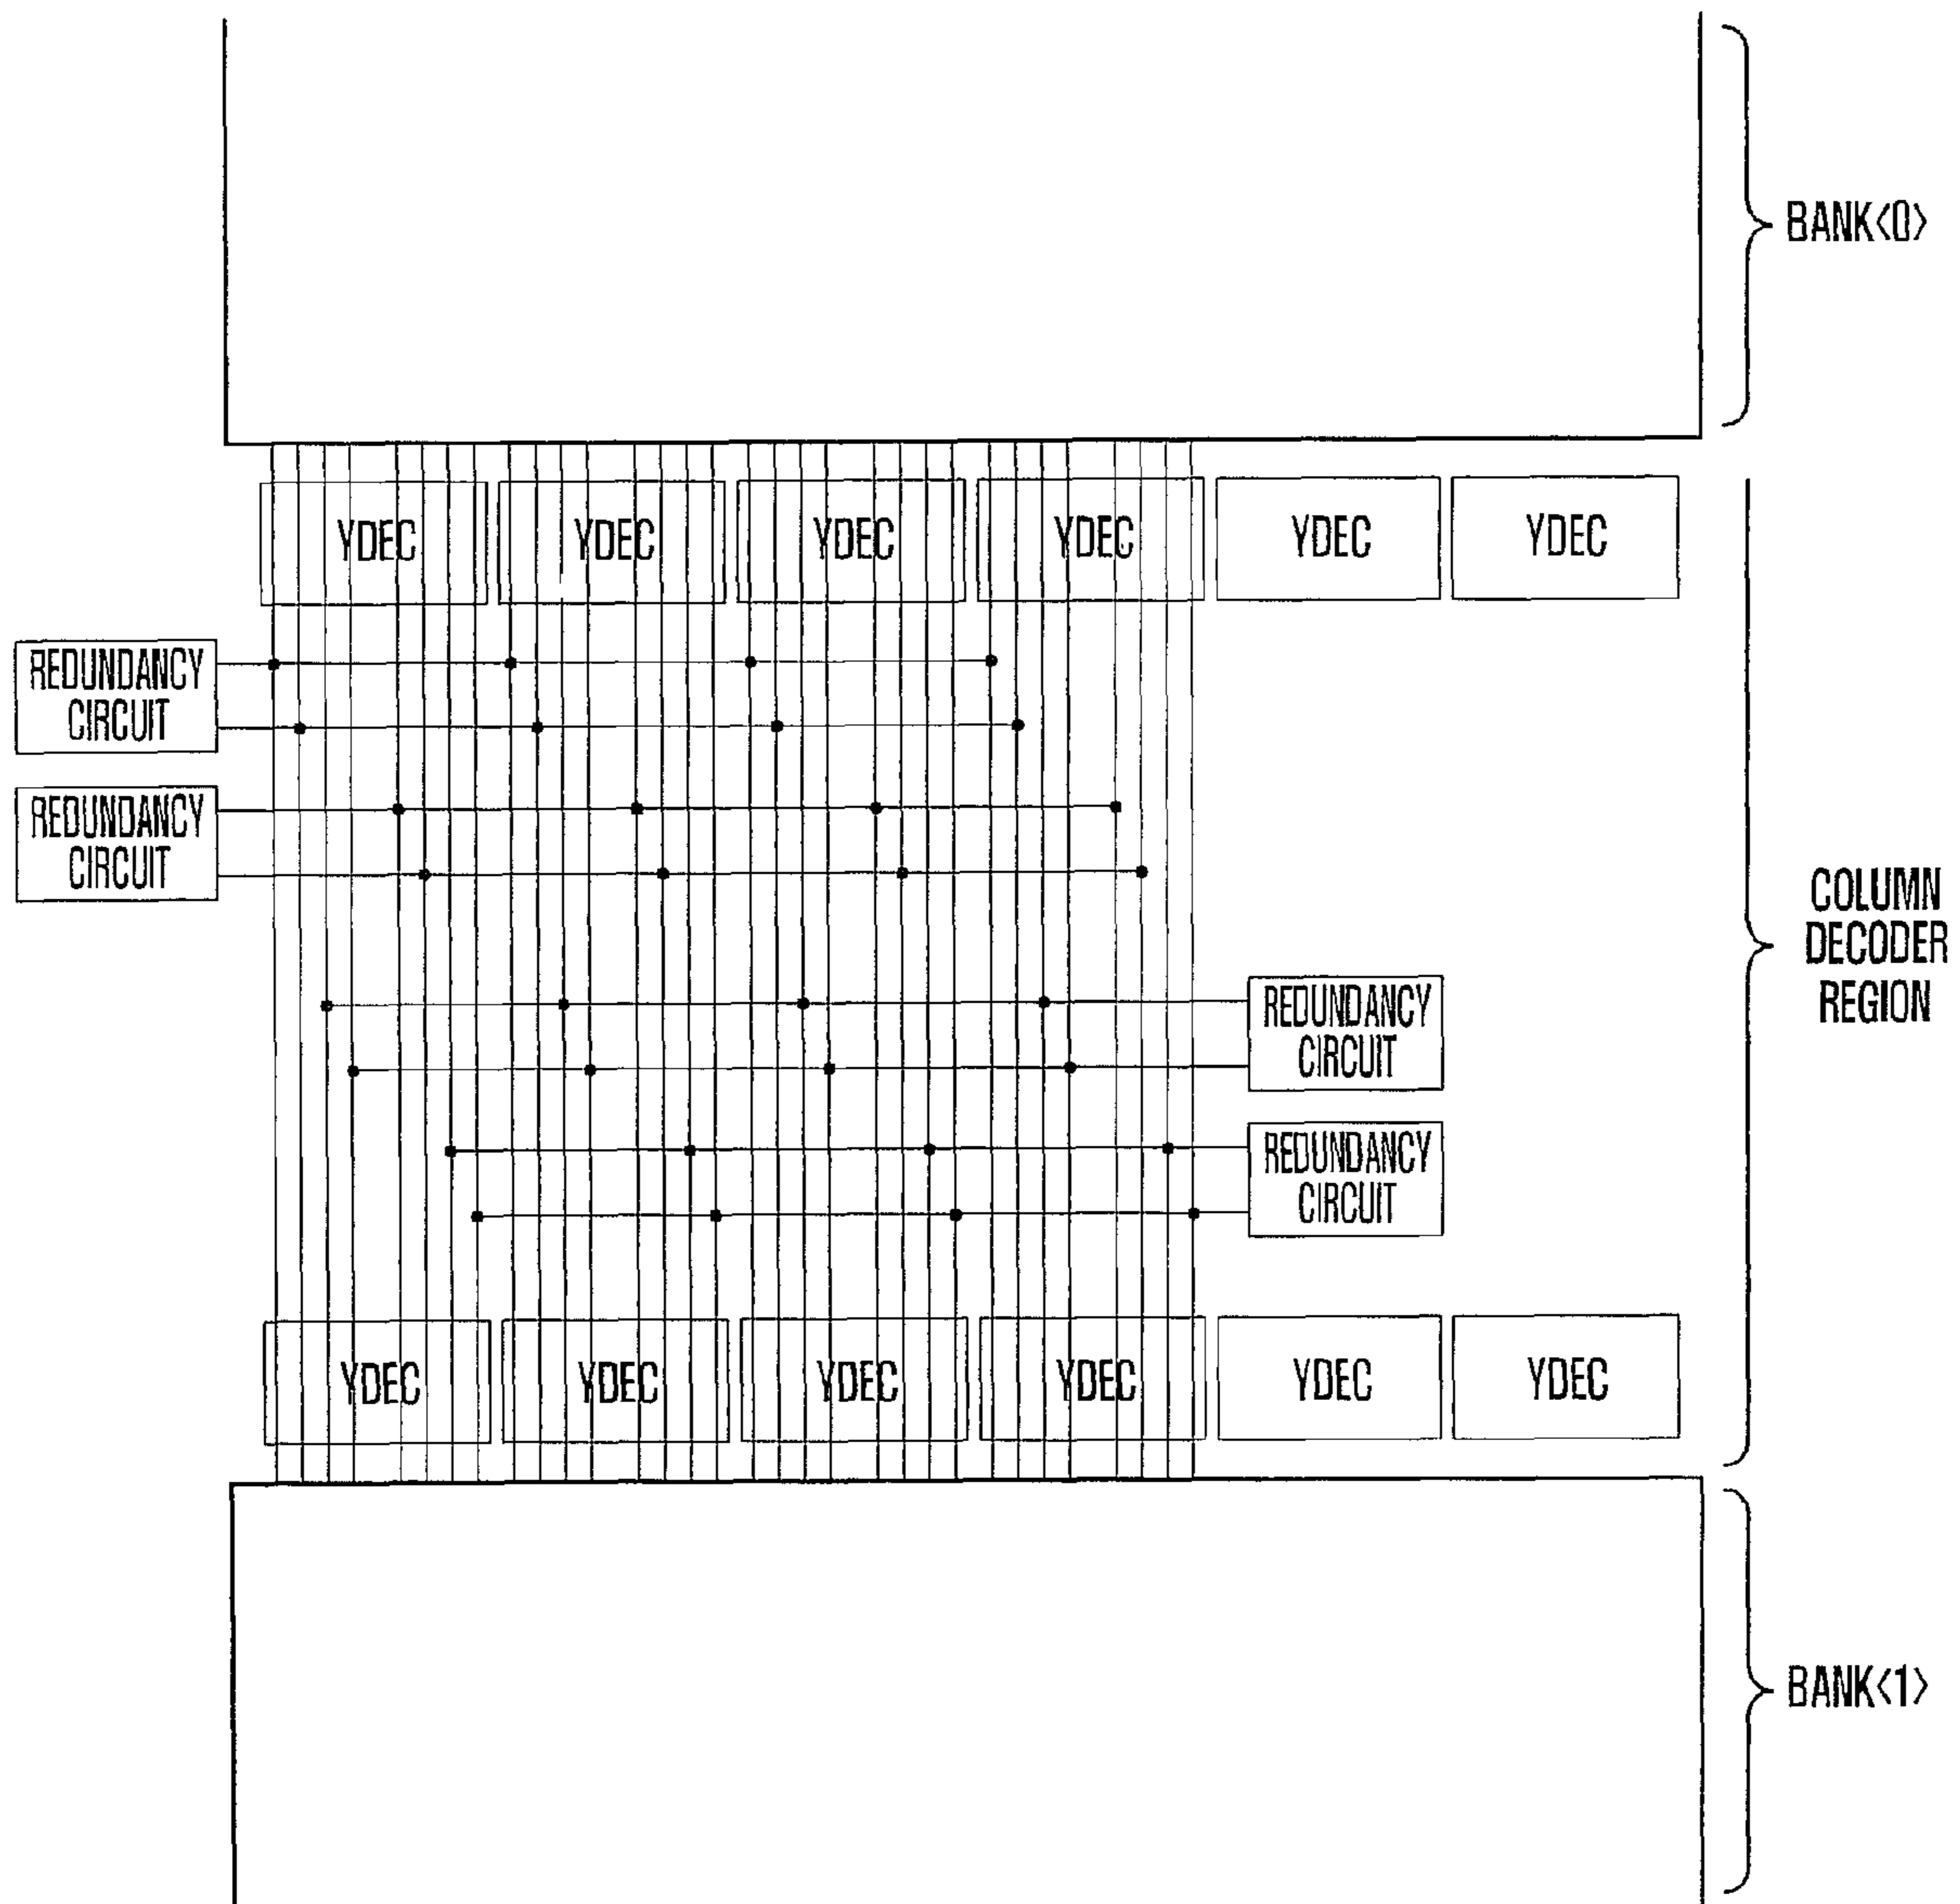 BANK<0>
YDEC YDEC YDEC YDEC YDEC YDEC
REDUNDANCY
CIRCUIT
REDUNDANCY
CIRCUIT
COLUMN
DECODER
REGION
REDUNDANCY
CIRCUIT
REDUNDANCY
CIRCUIT
YDEC YDEC YDEC YDEC YDEC YDEC
BANK<1>